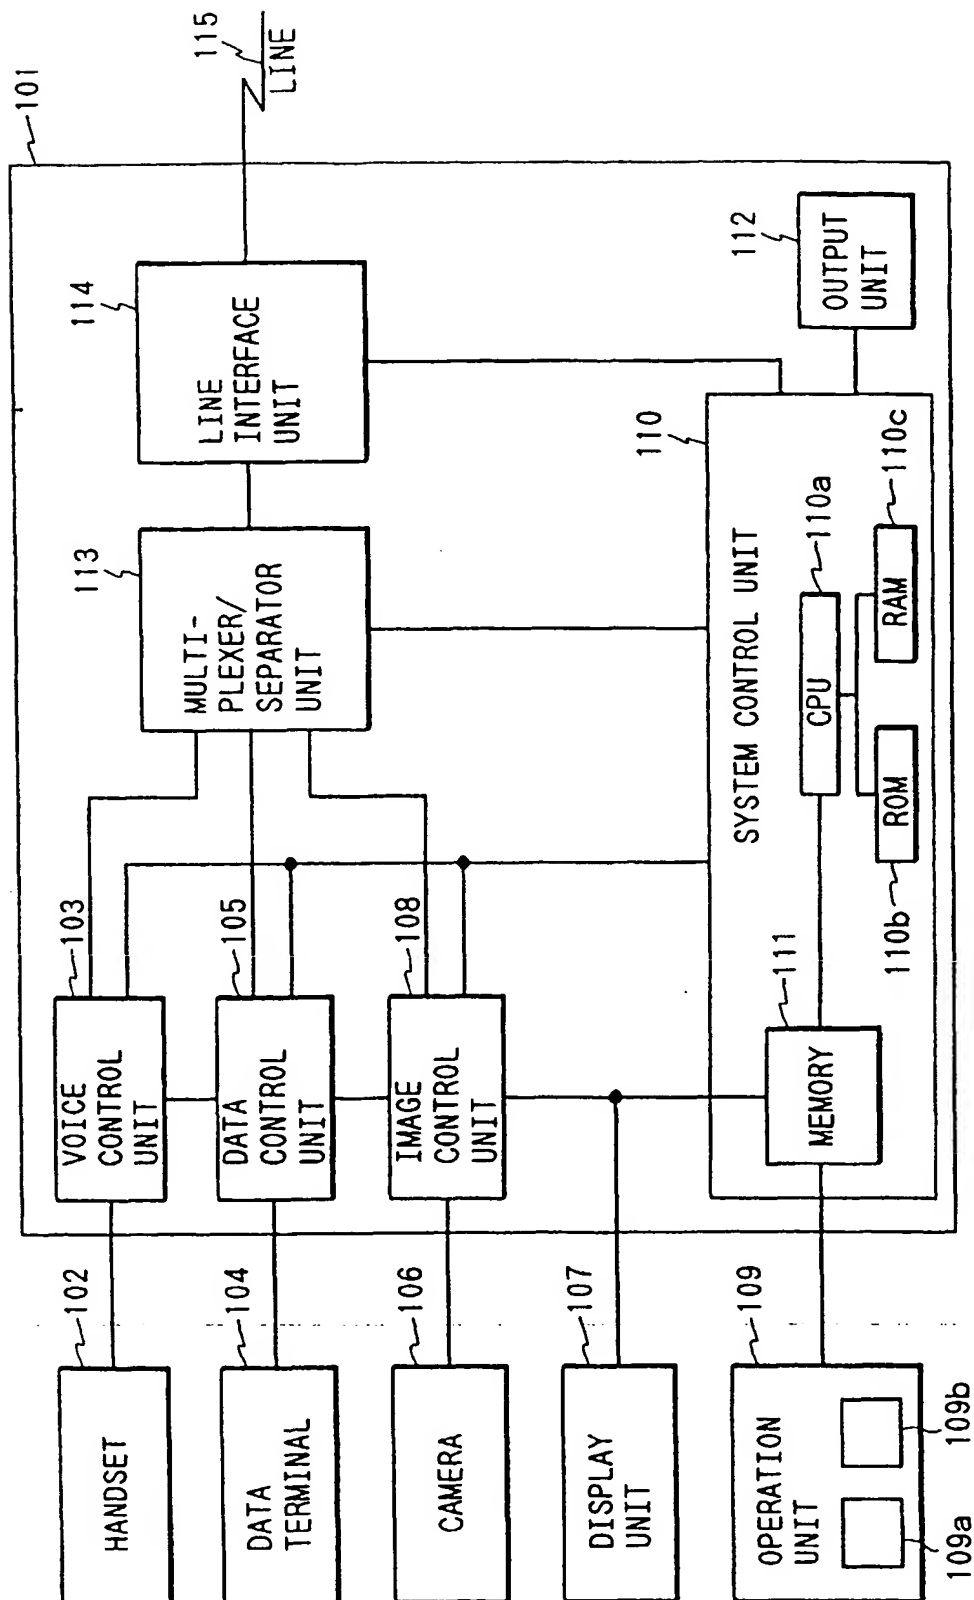 101
115
LINE
114
LINE
INTERFACE
UNIT
113
MULTI-
PLEXER/
SEPARATOR
UNIT
112
OUTPUT
UNIT
103
VOICE
CONTROL
UNIT
105
DATA
CONTROL
UNIT
108
IMAGE
CONTROL
UNIT
110
SYSTEM CONTROL UNIT
110a
CPU
110c
RAM
ROM
110b
111
MEMORY
102
HANDSET
104
DATA
TERMINAL
106
CAMERA
107
DISPLAY
UNIT
109
OPERATION
UNIT
109b
109a